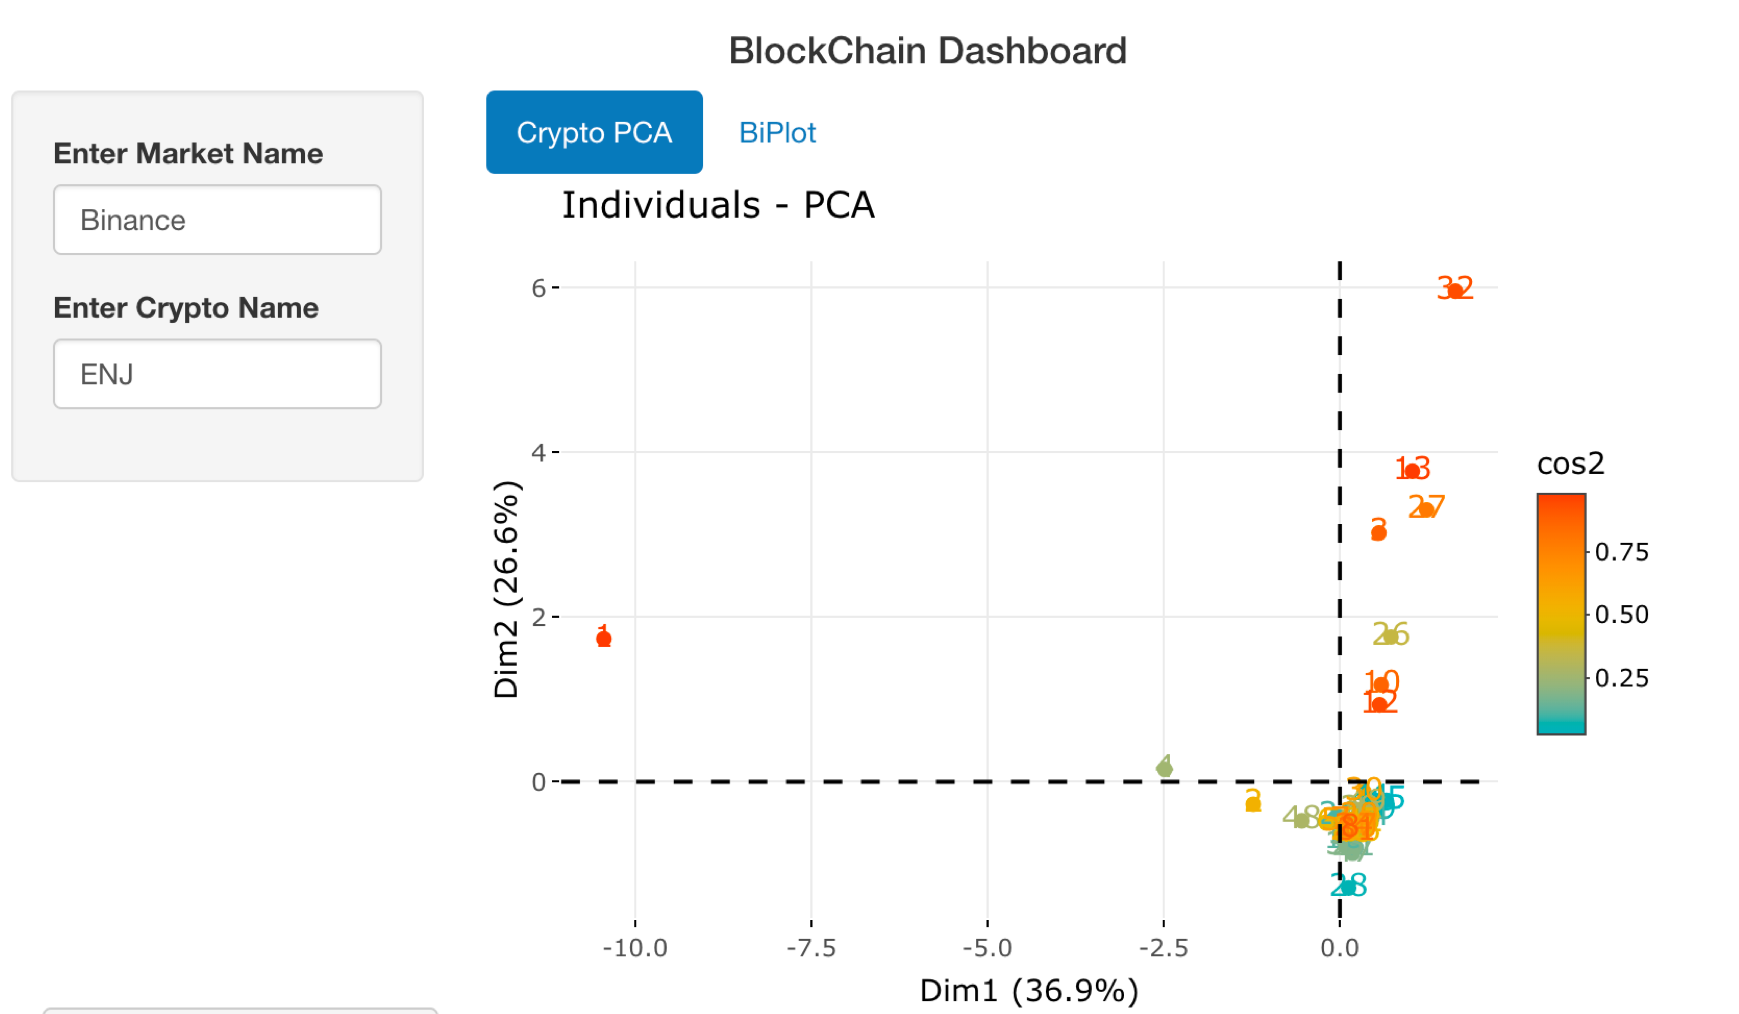 BlockChain Dashboard
Enter Market Name
Binance
Enter Crypto Name
ENJ
Crypto PCA
BiPlot
Individuals - PCA
6
4
2
0
Dim2 (26.6%)
32
13
27
3
1
26
10
12
4
2
48
28
-10.0
-7.5
-5.0
-2.5
0.0
Dim1 (36.9%)
cos2
0.75
0.50
0.25